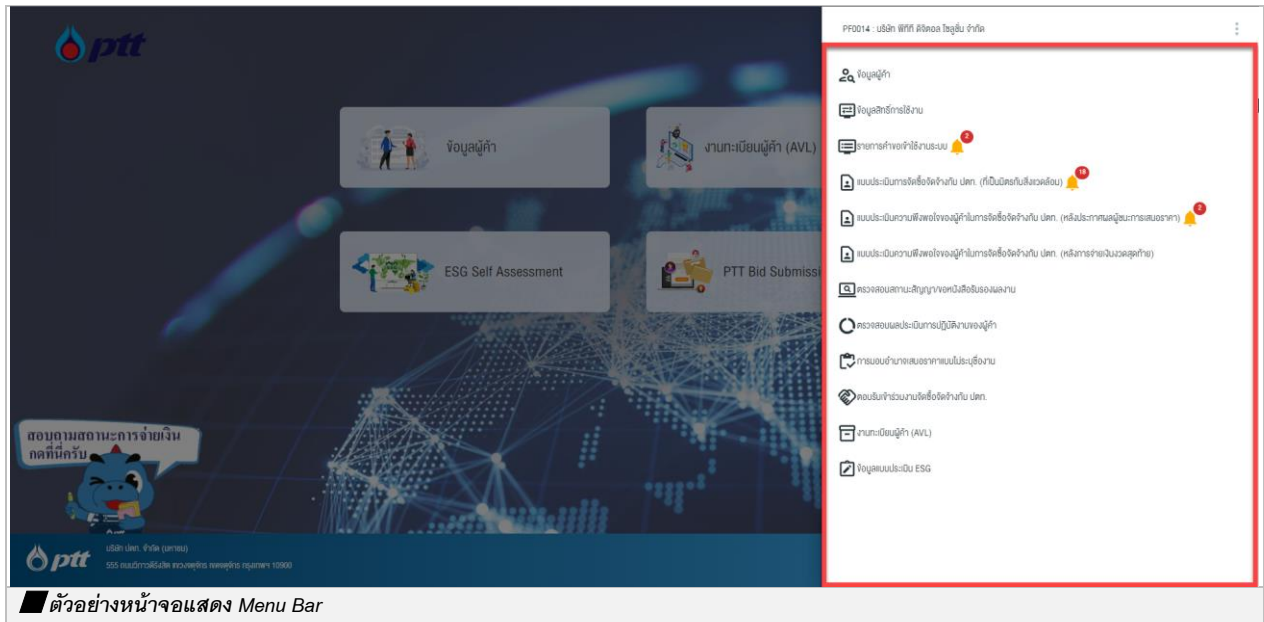 ptt
PF0014 : บริษัท พีทีที ดิจิตอล โซลูชั่น จำกัด
ข้อมูลผู้ค้า
ข้อมูลสิทธิ์การใช้งาน
รายการคำขอเข้าใช้งานระบบ 2
แบบประเมินการจัดซื้อจัดจ้างกับ ปตท. (ที่เป็นมิตรกับสิ่งแวดล้อม) 18
แบบประเมินความพึงพอใจของผู้ค้าในการจัดซื้อจัดจ้างกับ ปตท. (หลังประกาศผลผู้ชนะการเสนอราคา) 2
แบบประเมินความพึงพอใจของผู้ค้าในการจัดซื้อจัดจ้างกับ ปตท. (หลังการจ่ายเงินงวดสุดท้าย)
ตรวจสอบสถานะสัญญา/ขอหนังสือรับรองผลงาน
ตรวจสอบผลประเมินการปฏิบัติงานของผู้ค้า
การมอบอำนาจเสนอราคาแบบไม่ระบุชื่องาน
ตอบรับเข้าร่วมงานจัดซื้อจัดจ้างกับ ปตท.
งานทะเบียนผู้ค้า (AVL)
ข้อมูลแบบประเมิน ESG
ข้อมูลผู้ค้า
งานทะเบียนผู้ค้า (AVL)
ESG Self Assessment
PTT Bid Submissi
สอบถามสถานะการจ่ายเงิน
กดที่นี่ครับ
ptt
บริษัท ปตท. จำกัด (มหาชน)
555 ถนนวิภาวดีรังสิต แขวงจตุจักร เขตจตุจักร กรุงเทพฯ 10900
ตัวอย่างหน้าจอแสดง Menu Bar